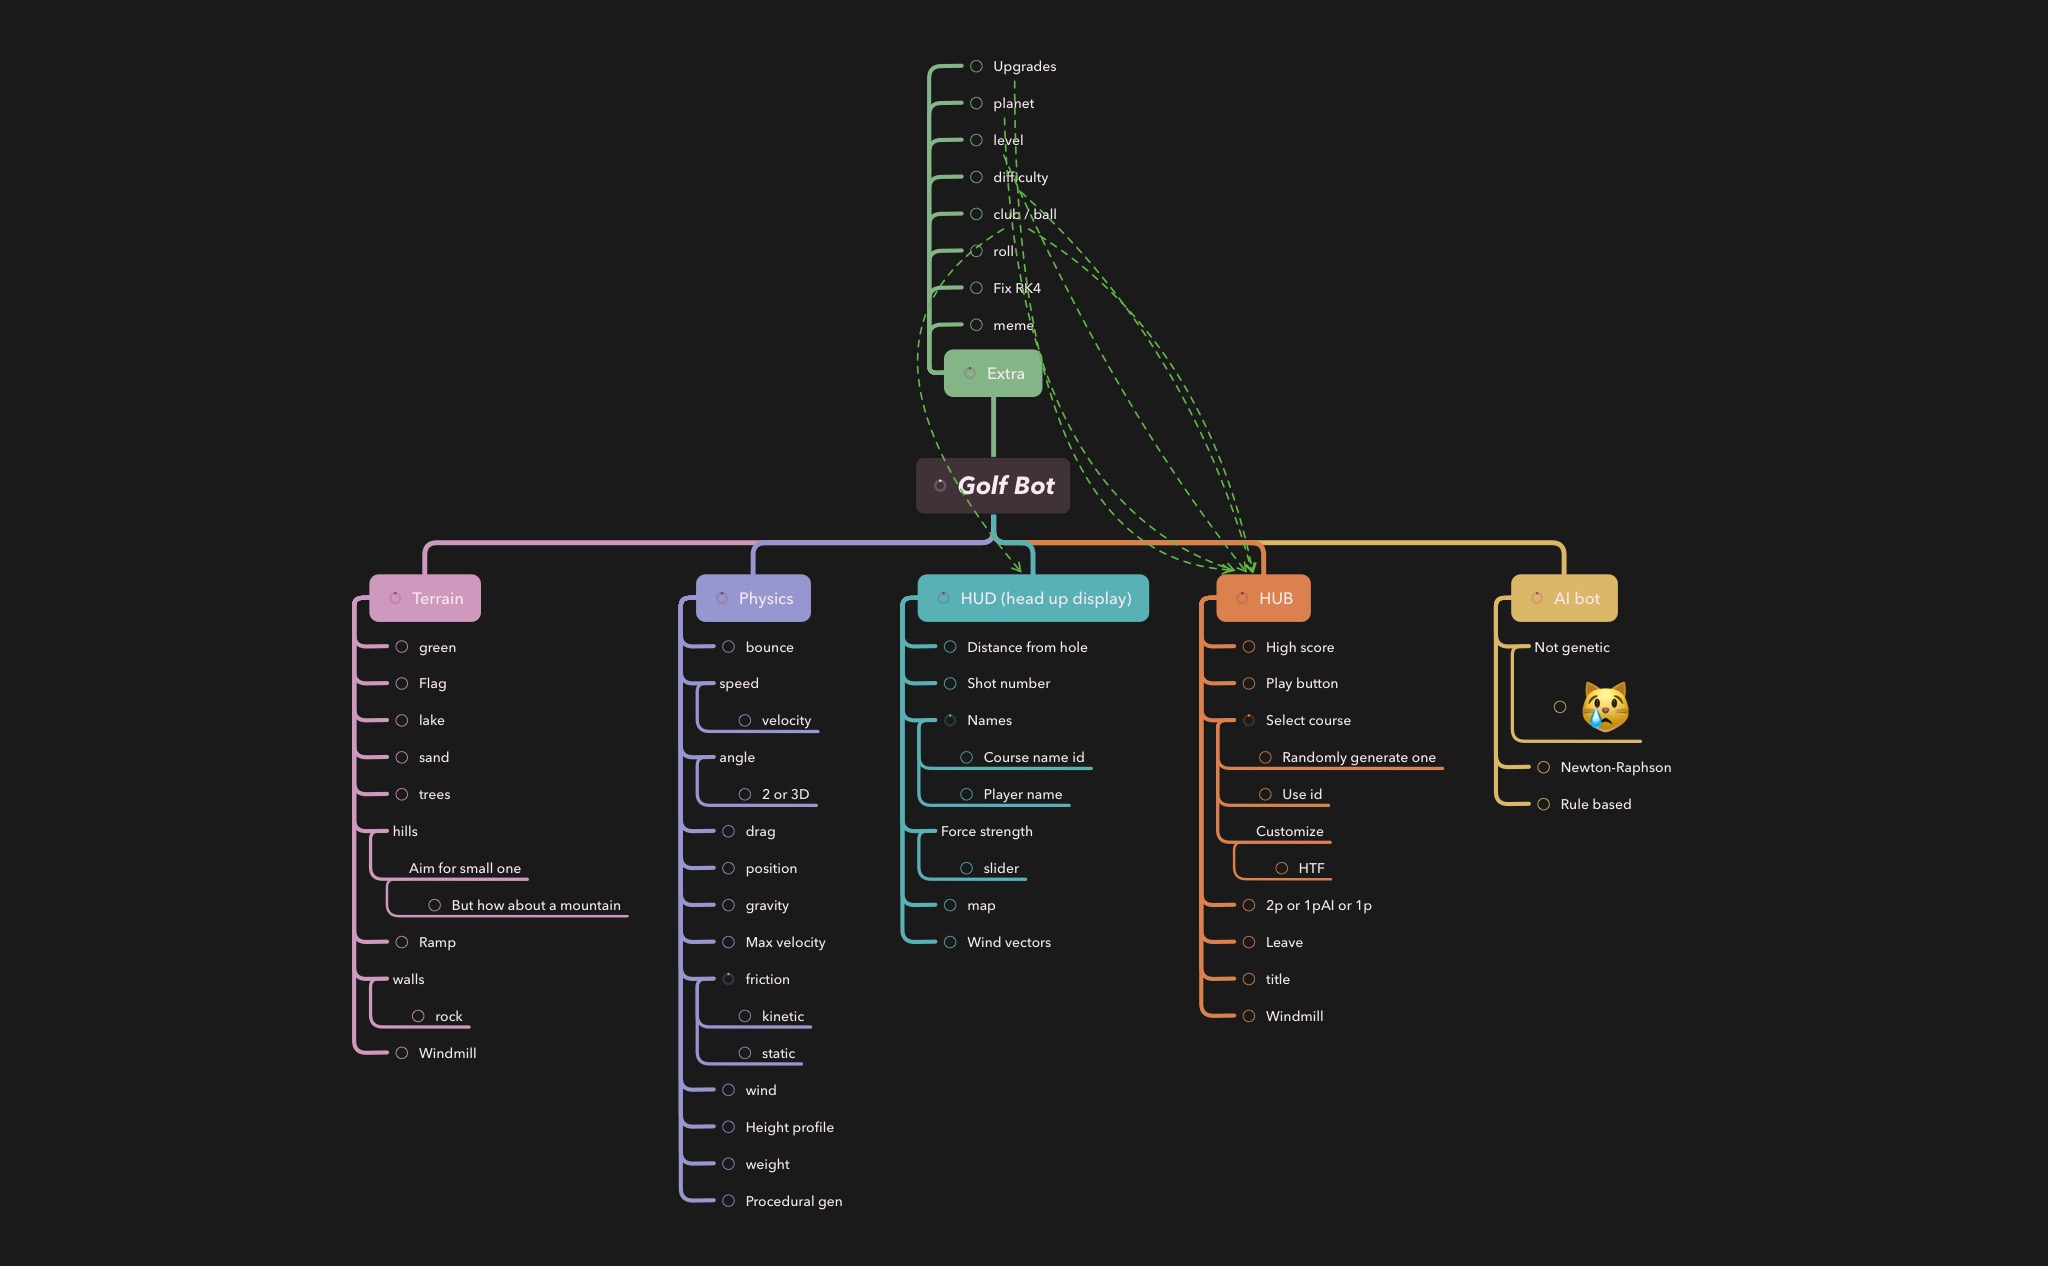 Upgrades
planet
level
difficulty
club / ball
roll
Fix RK4
meme
Extra
Golf Bot
Terrain
green
Flag
lake
sand
trees
hills
Aim for small one
But how about a mountain
Ramp
walls
rock
Windmill
Physics
bounce
speed
velocity
angle
2 or 3D
drag
position
gravity
Max velocity
friction
kinetic
static
wind
Height profile
weight
Procedural gen
HUD (head up display)
Distance from hole
Shot number
Names
Course name id
Player name
Force strength
slider
map
Wind vectors
HUB
High score
Play button
Select course
Randomly generate one
Use id
Customize
HTF
2p or 1pAI or 1p
Leave
title
Windmill
AI bot
Not genetic
Newton-Raphson
Rule based